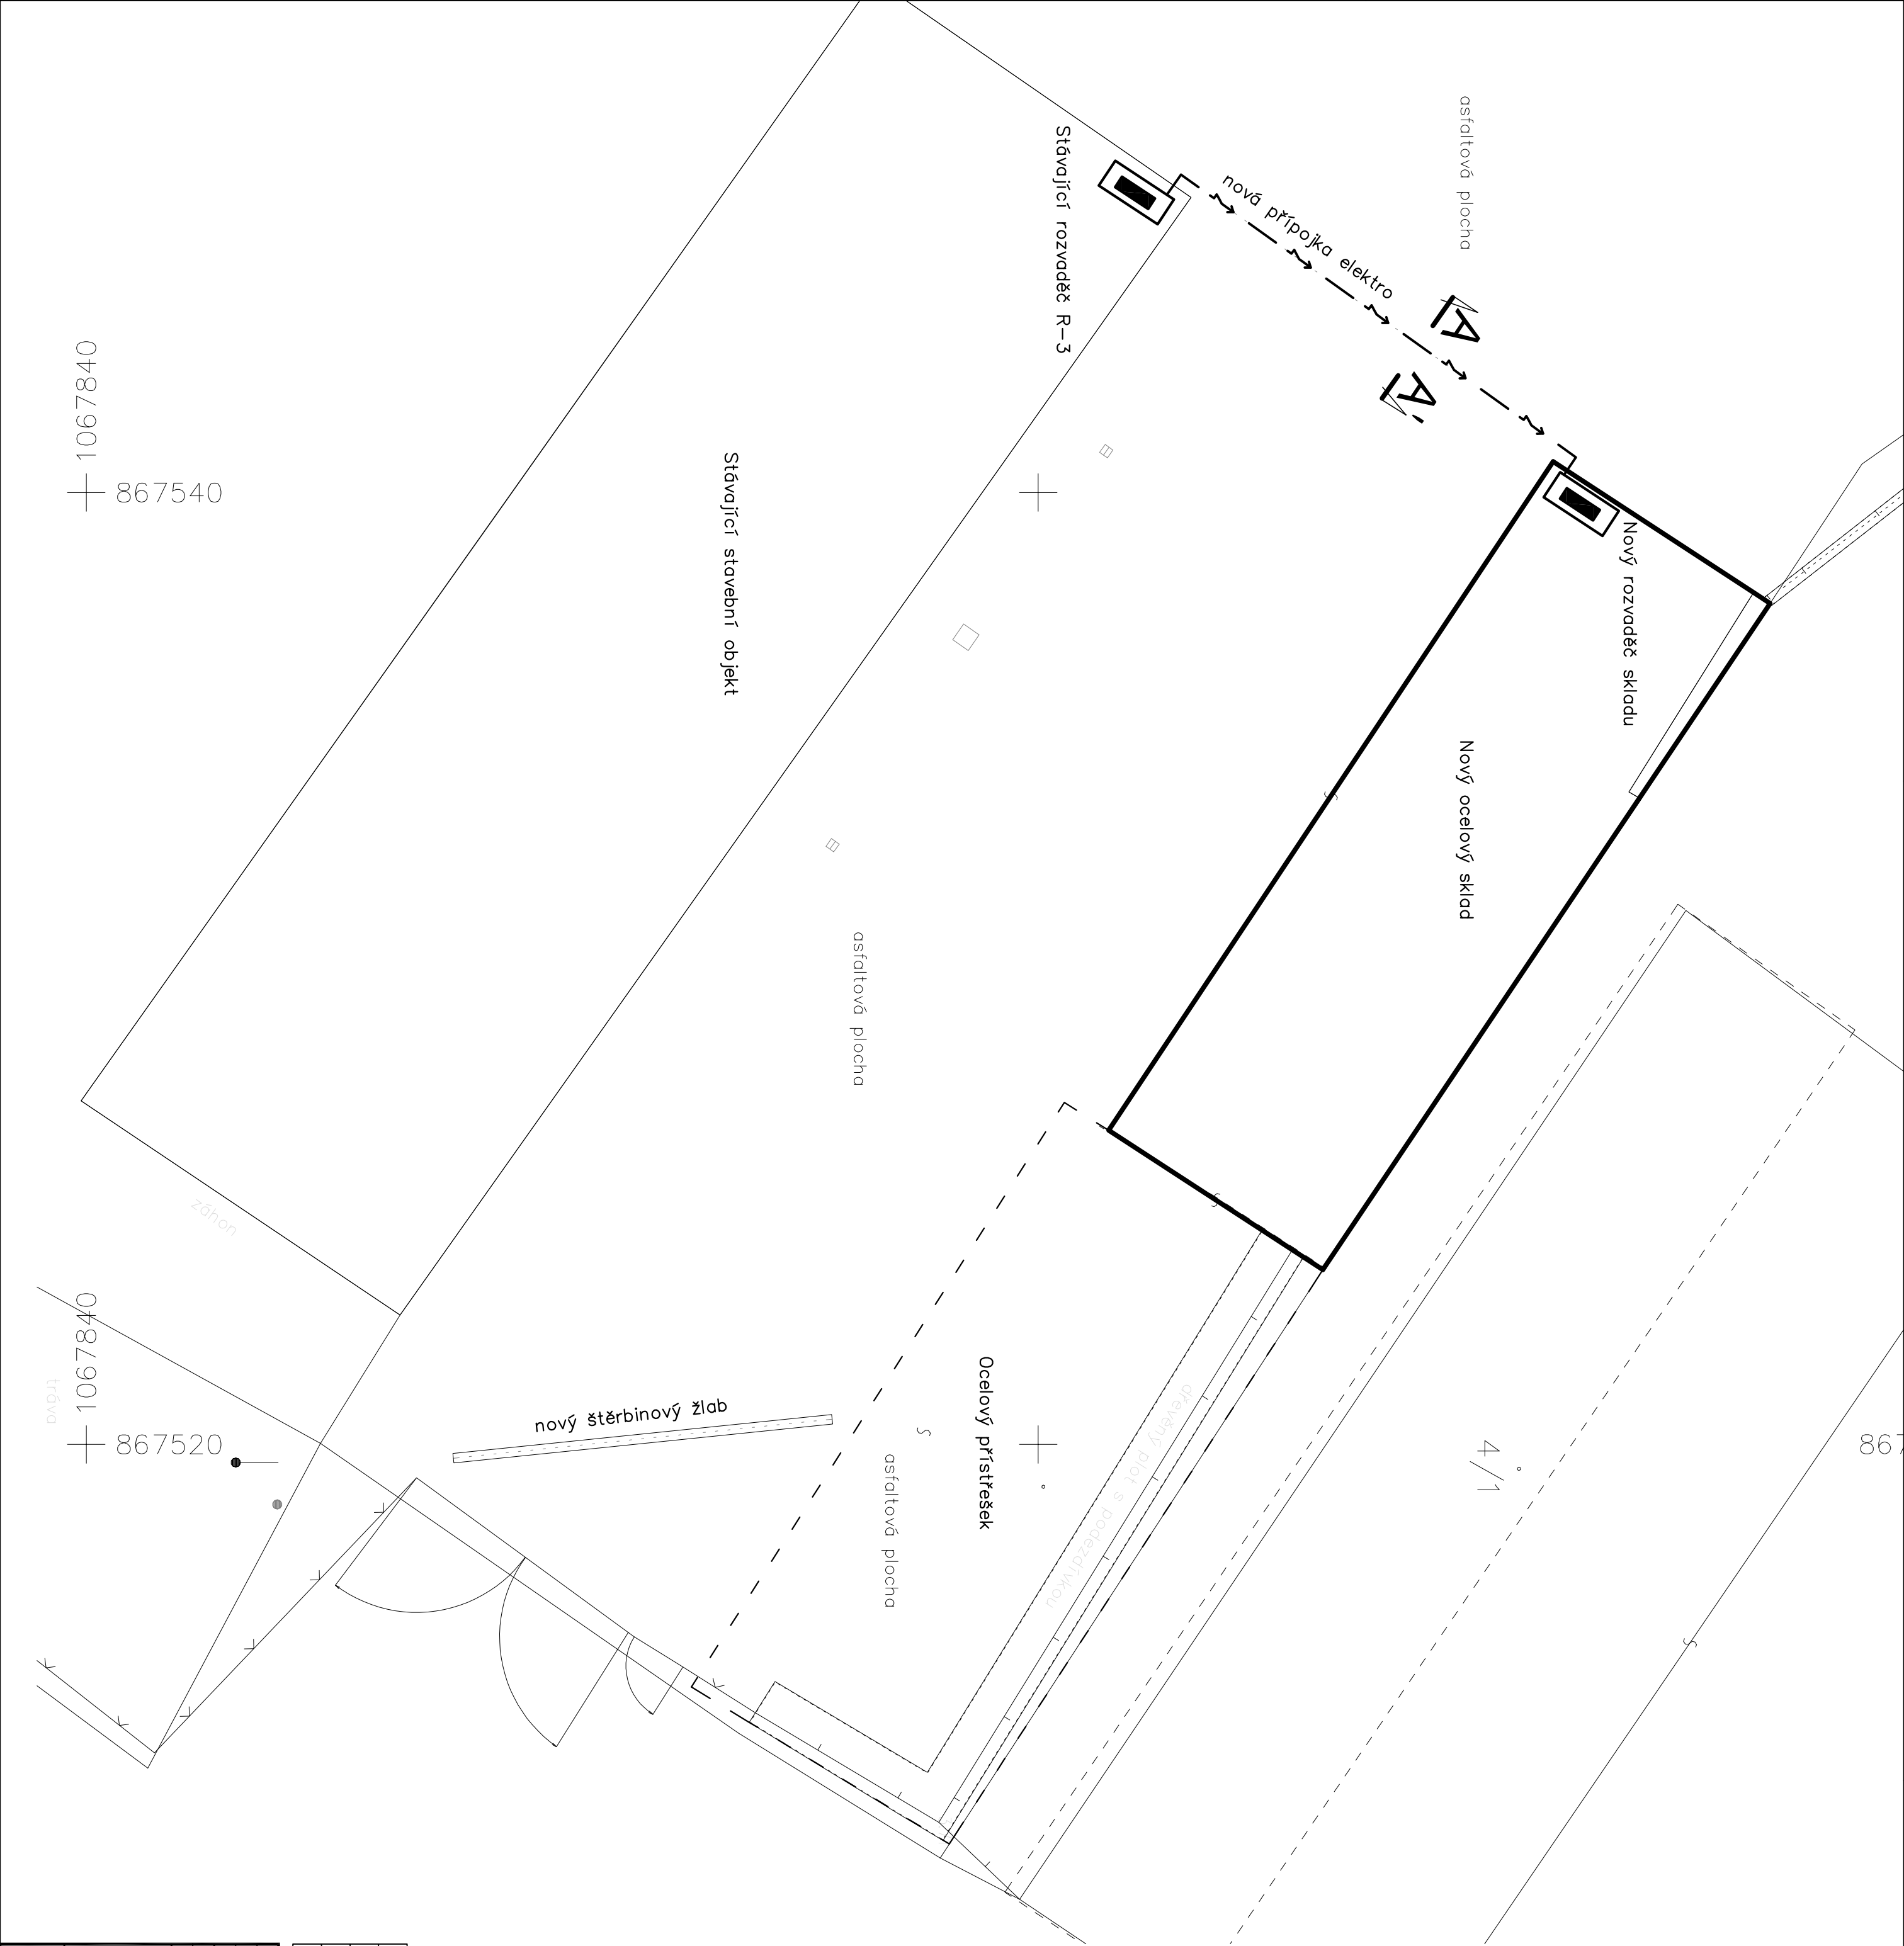 asfaltová plocha
Stávající rozvaděč R-3
nová přípojka elektro
A
A'
1067840
867540
Stávající stavební objekt
Nový rozvaděč skladu
Nový ocelový sklad
asfaltová plocha
záhon
1067840
867520
tráva
nový štěrbinový žlab
Ocelový přístřešek
asfaltová plocha
dřevěný plot s podezdívkou
4/1